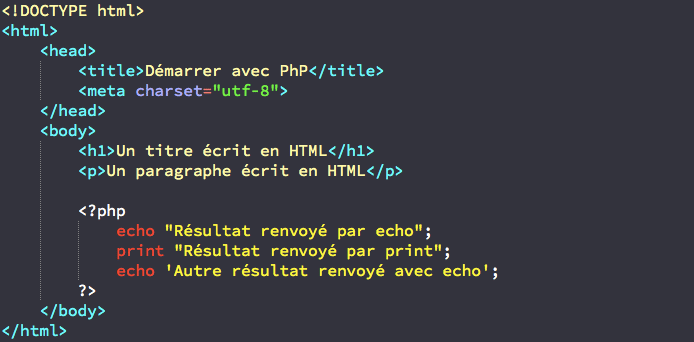 <!DOCTYPE html>
<html>
    <head>
        <title>Démarrer avec PhP</title>
        <meta charset="utf-8">
    </head>
    <body>
        <h1>Un titre écrit en HTML</h1>
        <p>Un paragraphe écrit en HTML</p>

        <?php
            echo "Résultat renvoyé par echo";
            print "Résultat renvoyé par print";
            echo 'Autre résultat renvoyé avec echo';
        ?>
    </body>
</html>